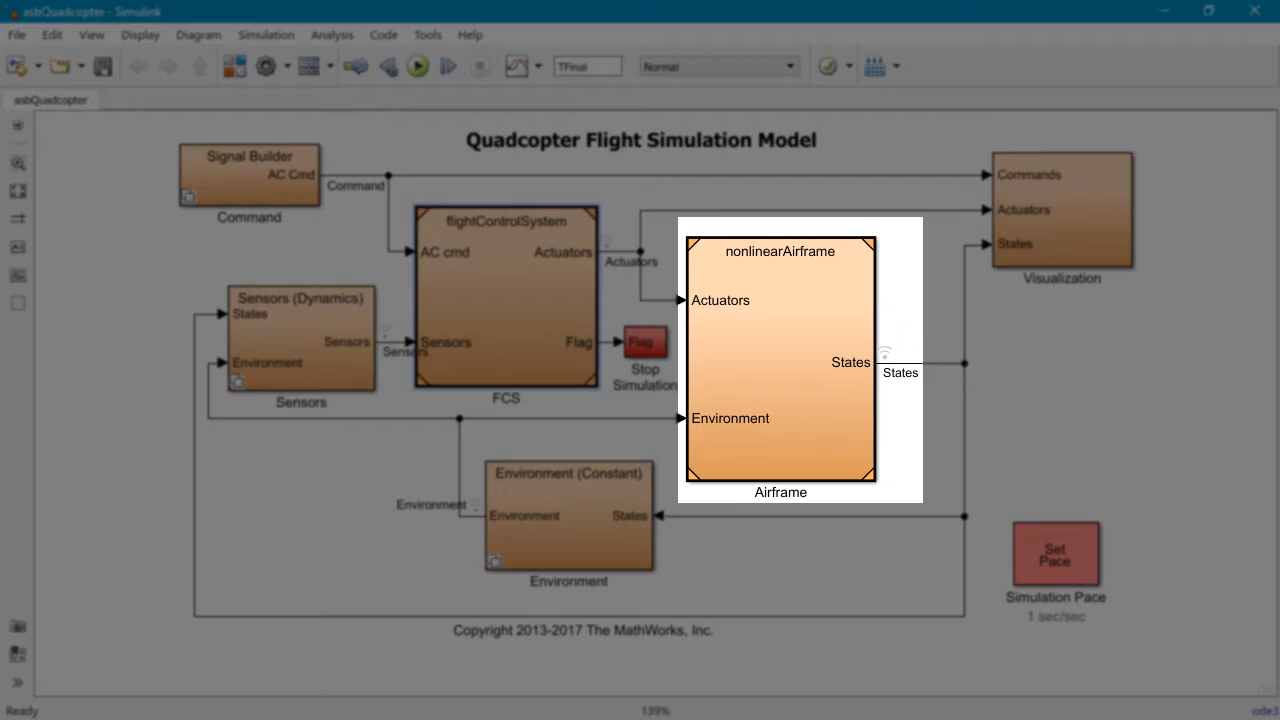 asbQuadcopter - Simulink
File Edit View Display Diagram Simulation Analysis Code Tools Help
TFinal Normal
asbQuadcopter
Quadcopter Flight Simulation Model
Signal Builder
AC Cmd
Command
Command
flightControlSystem
AC cmd
Actuators
Sensors
Flag
FCS
Actuators
Flag
Stop
Simulation
Sensors (Dynamics)
States
Sensors
Environment
Sensors
Sensors
nonlinearAirframe
Actuators
States
Environment
Airframe
States
Commands
Actuators
States
Visualization
Environment (Constant)
Environment
States
Environment
Environment
Set
Pace
Simulation Pace
1 sec/sec
Copyright 2013-2017 The MathWorks, Inc.
Ready
139%
ode3